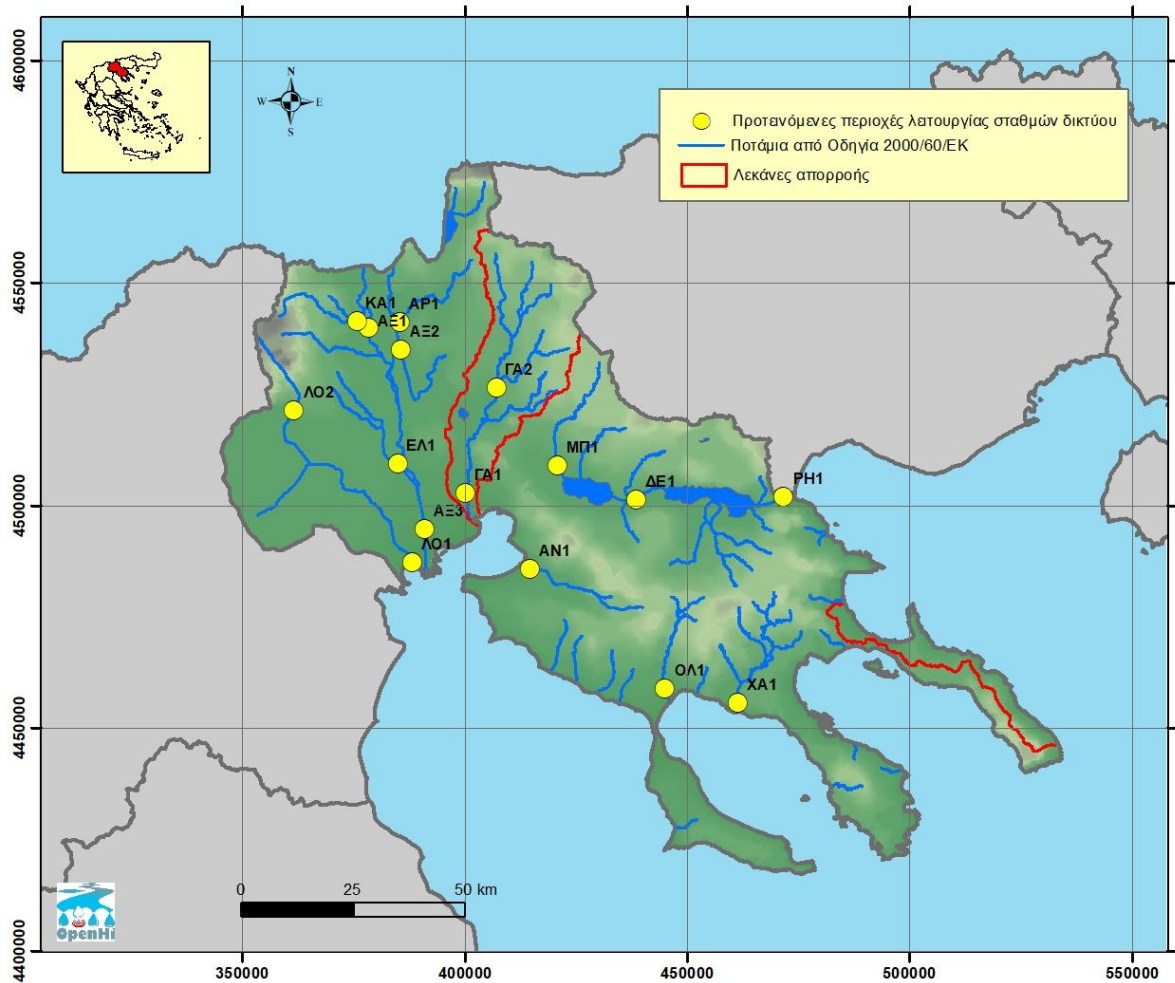 N
W
E
S
Προτεινόμενες περιοχές λειτουργίας σταθμών δικτύου
Ποτάμια από Οδηγία 2000/60/ΕΚ
Λεκάνες απορροής
4600000
4550000
4500000
4450000
4400000
ΚΑ1
ΑΡ1
ΑΞ1
ΑΞ2
ΓΑ2
ΛΟ2
ΕΛ1
ΜΠ1
ΓΑ1
ΔΕ1
ΡΗ1
ΑΞ3
ΛΟ1
ΑΝ1
ΟΛ1
ΧΑ1
0 25 50 km
OpenHi
350000 400000 450000 500000 550000